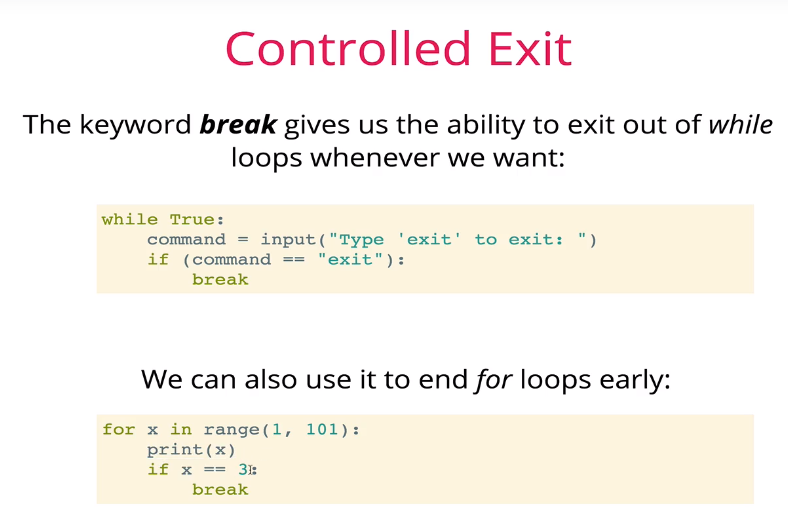 Controlled Exit
The keyword break gives us the ability to exit out of while
loops whenever we want:
while True:
    command = input("Type 'exit' to exit: ")
    if (command == "exit"):
        break
We can also use it to end for loops early:
for x in range(1, 101):
    print(x)
    if x == 3:
        break